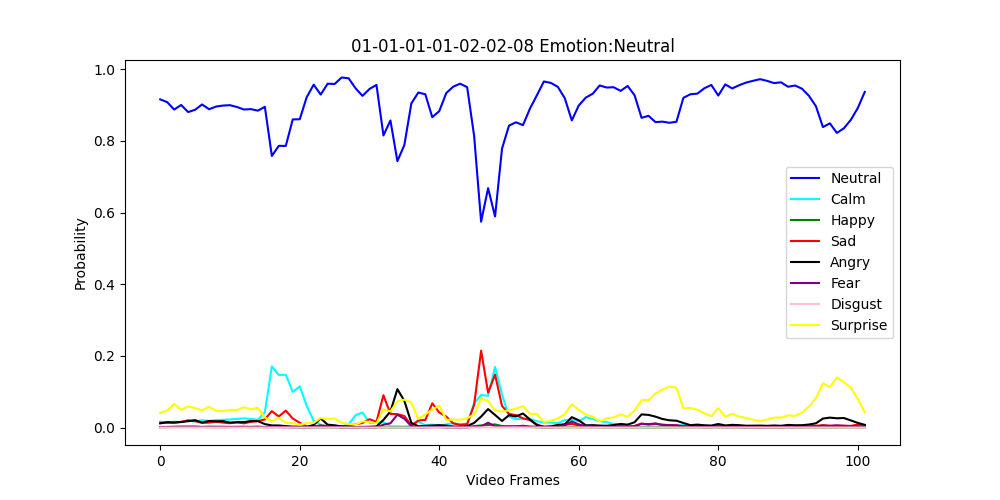 01-01-01-01-02-02-08 Emotion:Neutral
1.0
0.8
0.6
0.4
0.2
0.0
Probability
Neutral
Calm
Happy
Sad
Angry
Fear
Disgust
Surprise
0 20 40 60 80 100
Video Frames